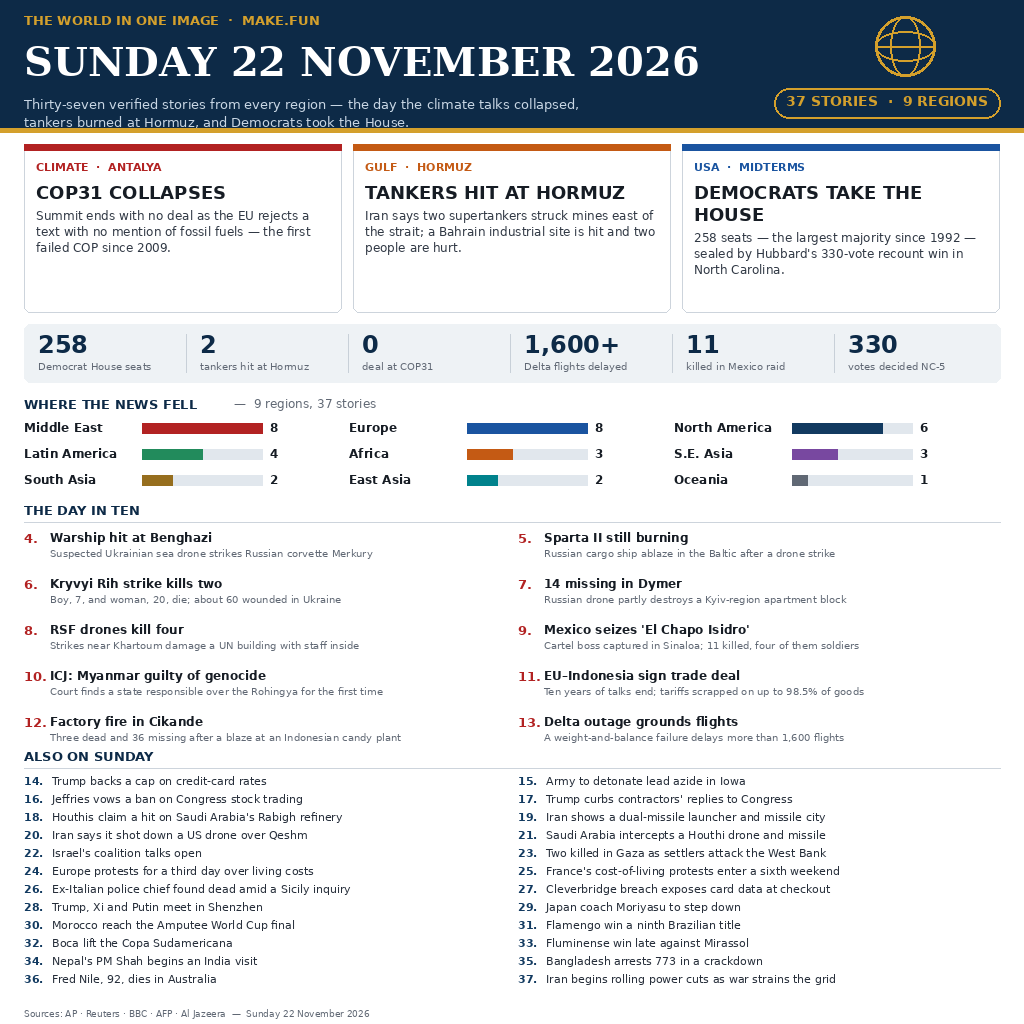 THE WORLD IN ONE IMAGE · MAKE.FUN
SUNDAY 22 NOVEMBER 2026
Thirty-seven verified stories from every region — the day the climate talks collapsed,
tankers burned at Hormuz, and Democrats took the House.
37 STORIES · 9 REGIONS
CLIMATE · ANTALYA
COP31 COLLAPSES
Summit ends with no deal as the EU rejects a
text with no mention of fossil fuels — the first
failed COP since 2009.
GULF · HORMUZ
TANKERS HIT AT HORMUZ
Iran says two supertankers struck mines east of
the strait; a Bahrain industrial site is hit and two
people are hurt.
USA · MIDTERMS
DEMOCRATS TAKE THE
HOUSE
258 seats — the largest majority since 1992 —
sealed by Hubbard's 330-vote recount win in
North Carolina.
258
Democrat House seats
2
tankers hit at Hormuz
0
deal at COP31
1,600+
Delta flights delayed
11
killed in Mexico raid
330
votes decided NC-5
WHERE THE NEWS FELL — 9 regions, 37 stories
Middle East 8
Europe 8
North America 6
Latin America 4
Africa 3
S.E. Asia 3
South Asia 2
East Asia 2
Oceania 1
THE DAY IN TEN
4. Warship hit at Benghazi
Suspected Ukrainian sea drone strikes Russian corvette Merkury
5. Sparta II still burning
Russian cargo ship ablaze in the Baltic after a drone strike
6. Kryvyi Rih strike kills two
Boy, 7, and woman, 20, die; about 60 wounded in Ukraine
7. 14 missing in Dymer
Russian drone partly destroys a Kyiv-region apartment block
8. RSF drones kill four
Strikes near Khartoum damage a UN building with staff inside
9. Mexico seizes 'El Chapo Isidro'
Cartel boss captured in Sinaloa; 11 killed, four of them soldiers
10. ICJ: Myanmar guilty of genocide
Court finds a state responsible over the Rohingya for the first time
11. EU–Indonesia sign trade deal
Ten years of talks end; tariffs scrapped on up to 98.5% of goods
12. Factory fire in Cikande
Three dead and 36 missing after a blaze at an Indonesian candy plant
13. Delta outage grounds flights
A weight-and-balance failure delays more than 1,600 flights
ALSO ON SUNDAY
14. Trump backs a cap on credit-card rates
15. Army to detonate lead azide in Iowa
16. Jeffries vows a ban on Congress stock trading
17. Trump curbs contractors' replies to Congress
18. Houthis claim a hit on Saudi Arabia's Rabigh refinery
19. Iran shows a dual-missile launcher and missile city
20. Iran says it shot down a US drone over Qeshm
21. Saudi Arabia intercepts a Houthi drone and missile
22. Israel's coalition talks open
23. Two killed in Gaza as settlers attack the West Bank
24. Europe protests for a third day over living costs
25. France's cost-of-living protests enter a sixth weekend
26. Ex-Italian police chief found dead amid a Sicily inquiry
27. Cleverbridge breach exposes card data at checkout
28. Trump, Xi and Putin meet in Shenzhen
29. Japan coach Moriyasu to step down
30. Morocco reach the Amputee World Cup final
31. Flamengo win a ninth Brazilian title
32. Boca lift the Copa Sudamericana
33. Fluminense win late against Mirassol
34. Nepal's PM Shah begins an India visit
35. Bangladesh arrests 773 in a crackdown
36. Fred Nile, 92, dies in Australia
37. Iran begins rolling power cuts as war strains the grid
Sources: AP · Reuters · BBC · AFP · Al Jazeera — Sunday 22 November 2026